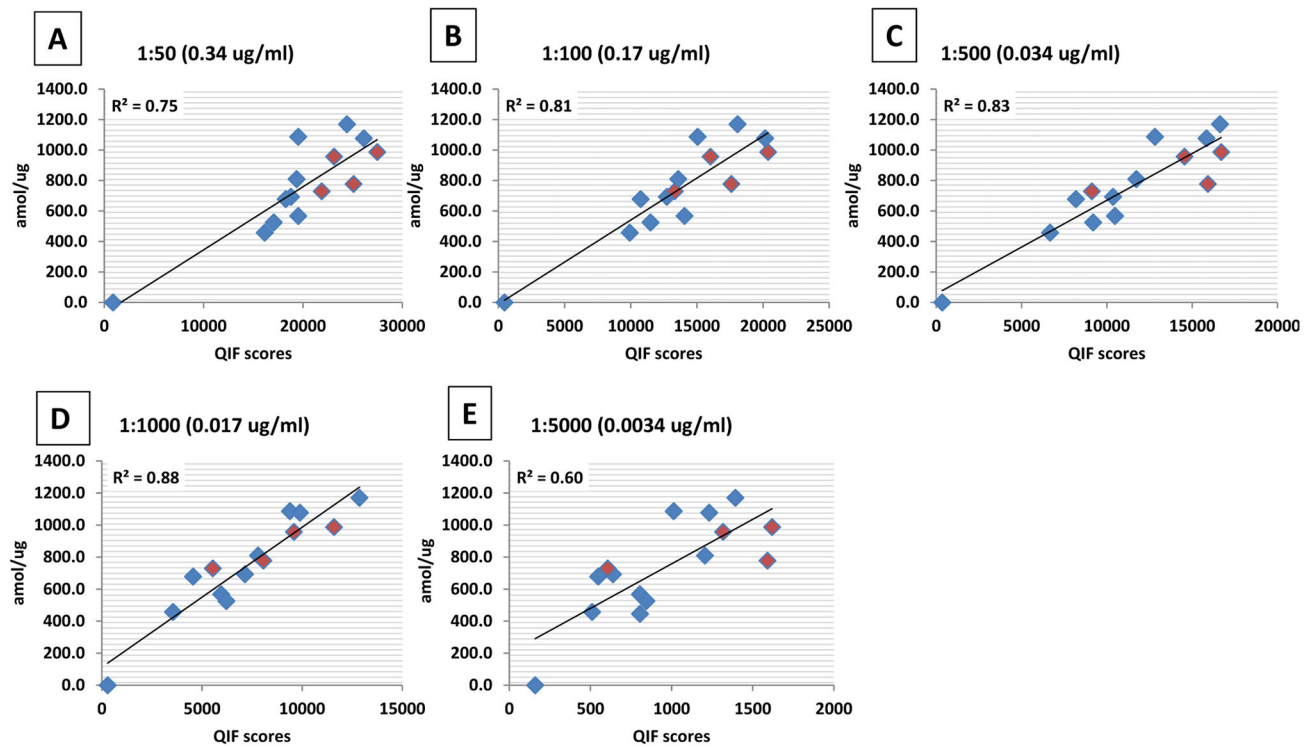 A
1:50 (0.34 ug/ml)
R² = 0.75
amol/ug
1400.0
1200.0
1000.0
800.0
600.0
400.0
200.0
0.0
0 10000 20000 30000
QIF scores
B
1:100 (0.17 ug/ml)
R² = 0.81
amol/ug
1400.0
1200.0
1000.0
800.0
600.0
400.0
200.0
0.0
0 5000 10000 15000 20000 25000
QIF scores
C
1:500 (0.034 ug/ml)
R² = 0.83
amol/ug
1400.0
1200.0
1000.0
800.0
600.0
400.0
200.0
0.0
0 5000 10000 15000 20000
QIF scores
D
1:1000 (0.017 ug/ml)
R² = 0.88
amol/ug
1400.0
1200.0
1000.0
800.0
600.0
400.0
200.0
0.0
0 5000 10000 15000
QIF scores
E
1:5000 (0.0034 ug/ml)
R² = 0.60
amol/ug
1400.0
1200.0
1000.0
800.0
600.0
400.0
200.0
0.0
0 500 1000 1500 2000
QIF scores